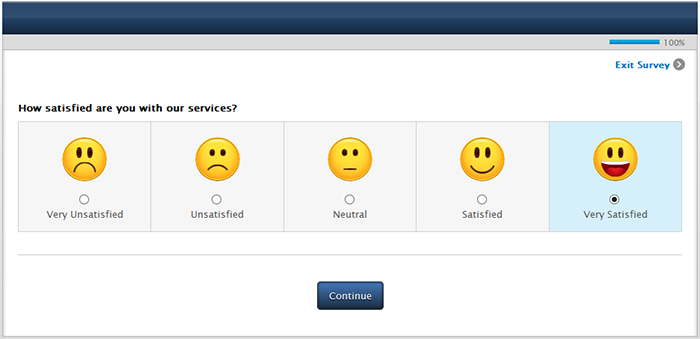 100%
Exit Survey
How satisfied are you with our services?
Very Unsatisfied
Unsatisfied
Neutral
Satisfied
Very Satisfied
Continue